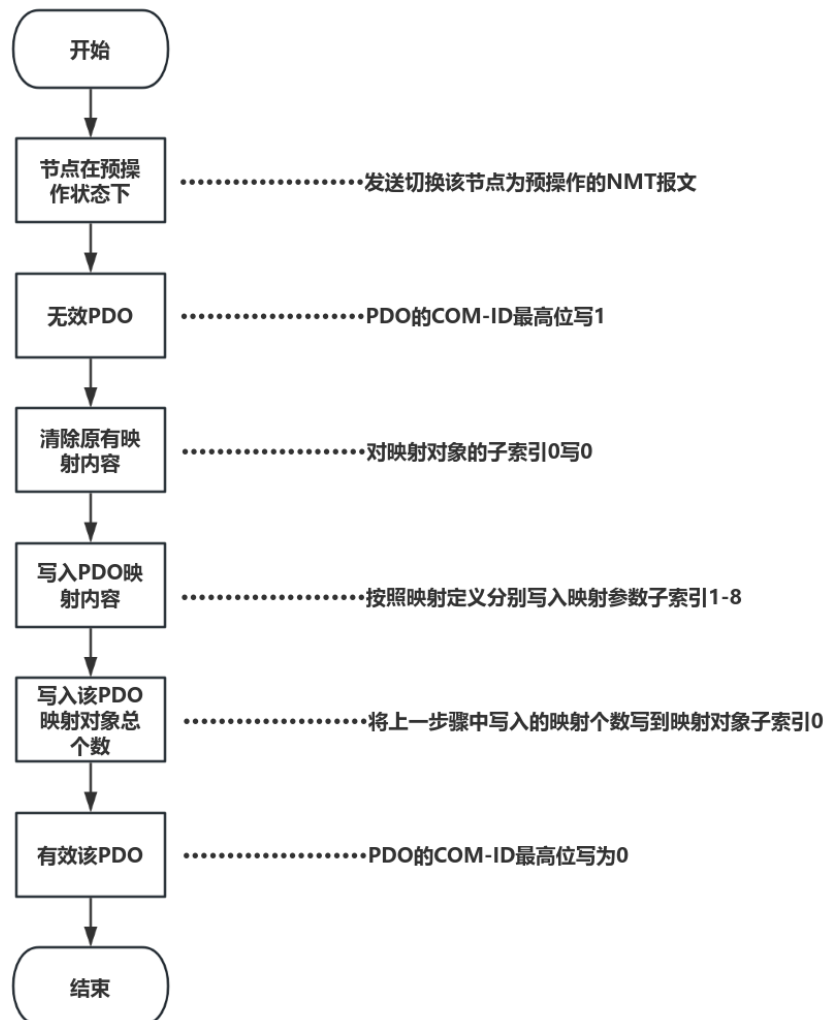 开始
节点在预操
作状态下
发送切换该节点为预操作的NMT报文
无效PDO
PDO的COM-ID最高位写1
清除原有映
射内容
对映射对象的子索引0写0
写入PDO映
射内容
按照映射定义分别写入映射参数子索引1-8
写入该PDO
映射对象总
个数
将上一步骤中写入的映射个数写到映射对象子索引0
有效该PDO
PDO的COM-ID最高位写为0
结束